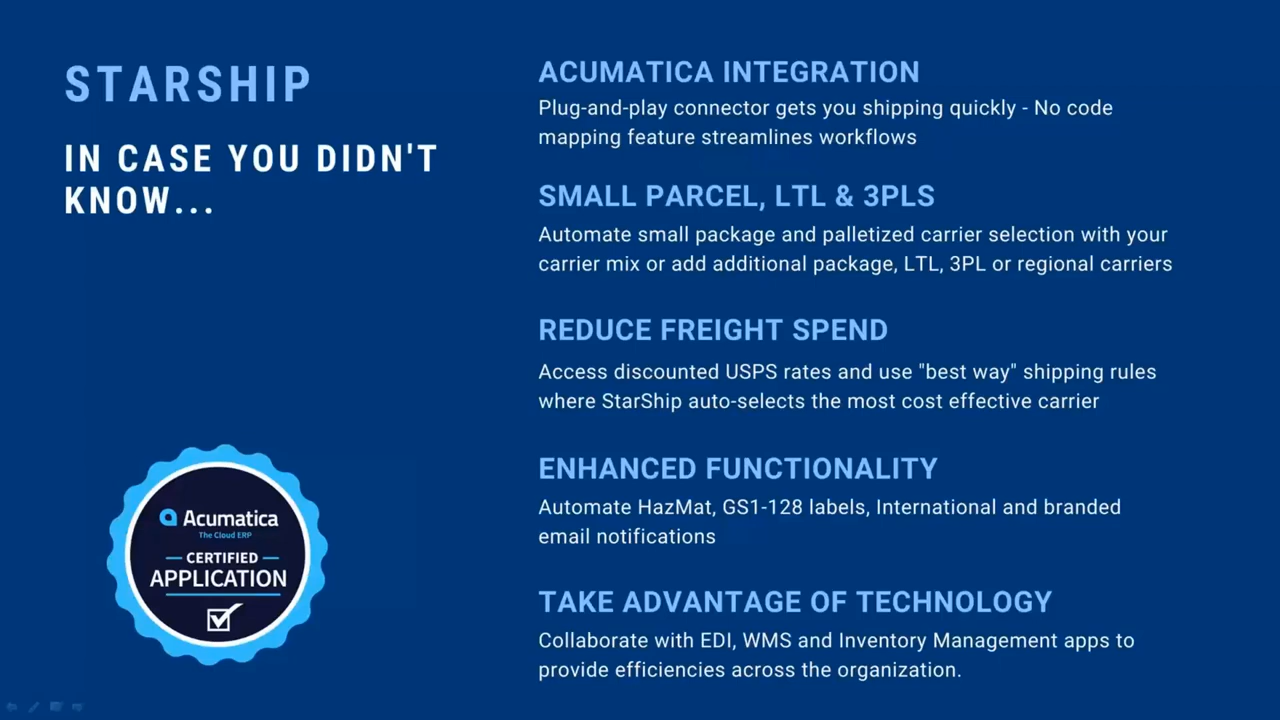 STARSHIP
IN CASE YOU DIDN'T
KNOW...
ACUMATICA INTEGRATION
Plug-and-play connector gets you shipping quickly - No code
mapping feature streamlines workflows
SMALL PARCEL, LTL & 3PLS
Automate small package and palletized carrier selection with your
carrier mix or add additional package, LTL, 3PL or regional carriers
REDUCE FREIGHT SPEND
Access discounted USPS rates and use "best way" shipping rules
where StarShip auto-selects the most cost effective carrier
ENHANCED FUNCTIONALITY
Automate HazMat, GS1-128 labels, International and branded
email notifications
TAKE ADVANTAGE OF TECHNOLOGY
Collaborate with EDI, WMS and Inventory Management apps to
provide efficiencies across the organization.
Acumatica
The Cloud ERP
CERTIFIED
APPLICATION